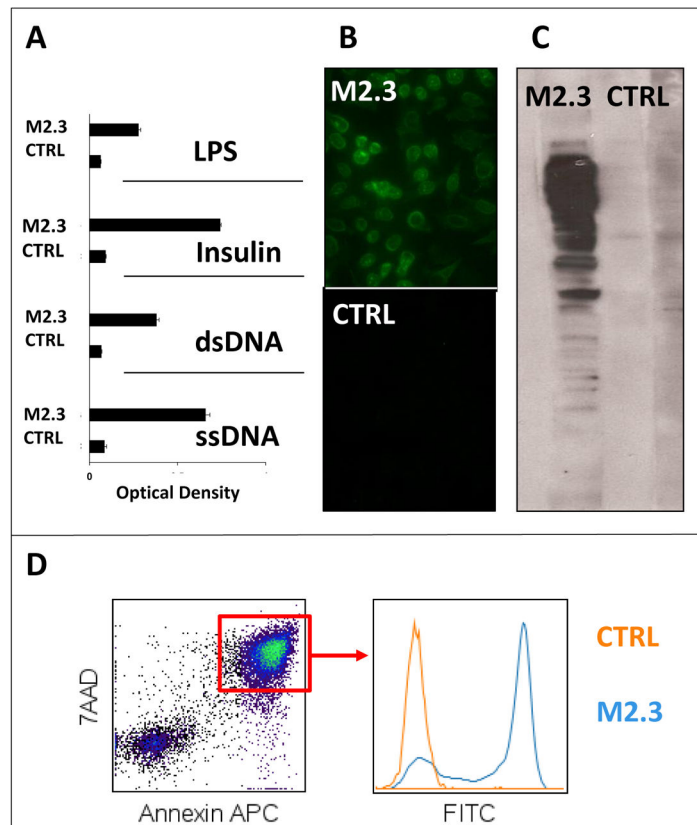 A
M2.3
CTRL
LPS
M2.3
CTRL
Insulin
M2.3
CTRL
dsDNA
M2.3
CTRL
ssDNA
0
Optical Density
B
M2.3
CTRL
C
M2.3 CTRL
D
7AAD
Annexin APC
FITC
CTRL
M2.3